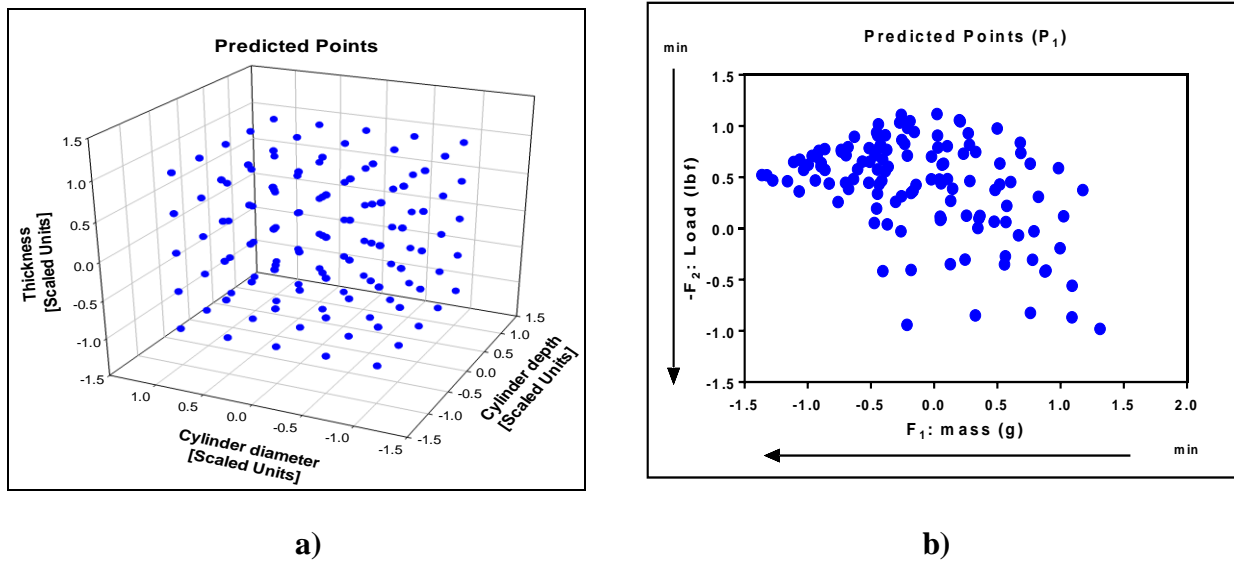 Predicted Points
1.5
1.0
0.5
0.0
-0.5
-1.0
-1.5
Thickness
[Scaled Units]
1.0
0.5
0.0
-0.5
-1.0
-1.5
Cylinder diameter
[Scaled Units]
1.5
1.0
0.5
0.0
-0.5
-1.0
-1.5
Cylinder depth
[Scaled Units]
a)
Predicted Points (P1)
min
1.5
1.0
0.5
0.0
-0.5
-1.0
-1.5
-F2: Load (lbf)
-1.5 -1.0 -0.5 0.0 0.5 1.0 1.5 2.0
F1: mass (g)
min
b)